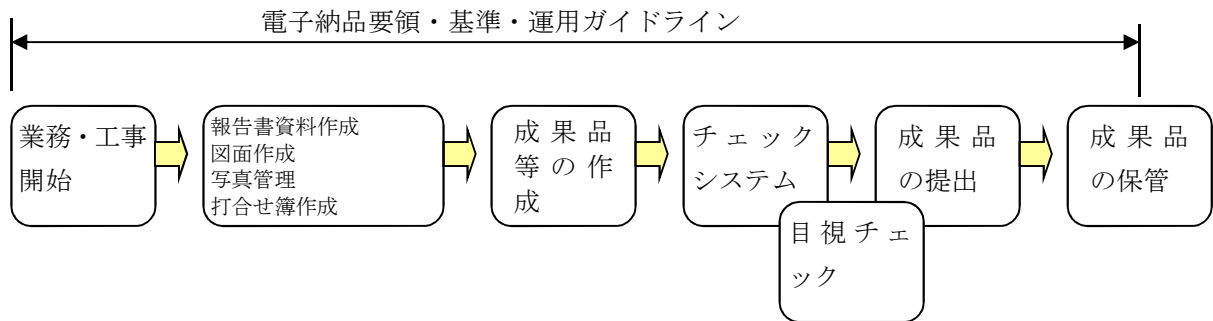 電子納品要領・基準・運用ガイドライン
業務・工事
開始
報告書資料作成
図面作成
写真管理
打合せ簿作成
成果品
等の作
成
チェック
システム
目視チェ
ック
成果品
の提出
成果品
の保管